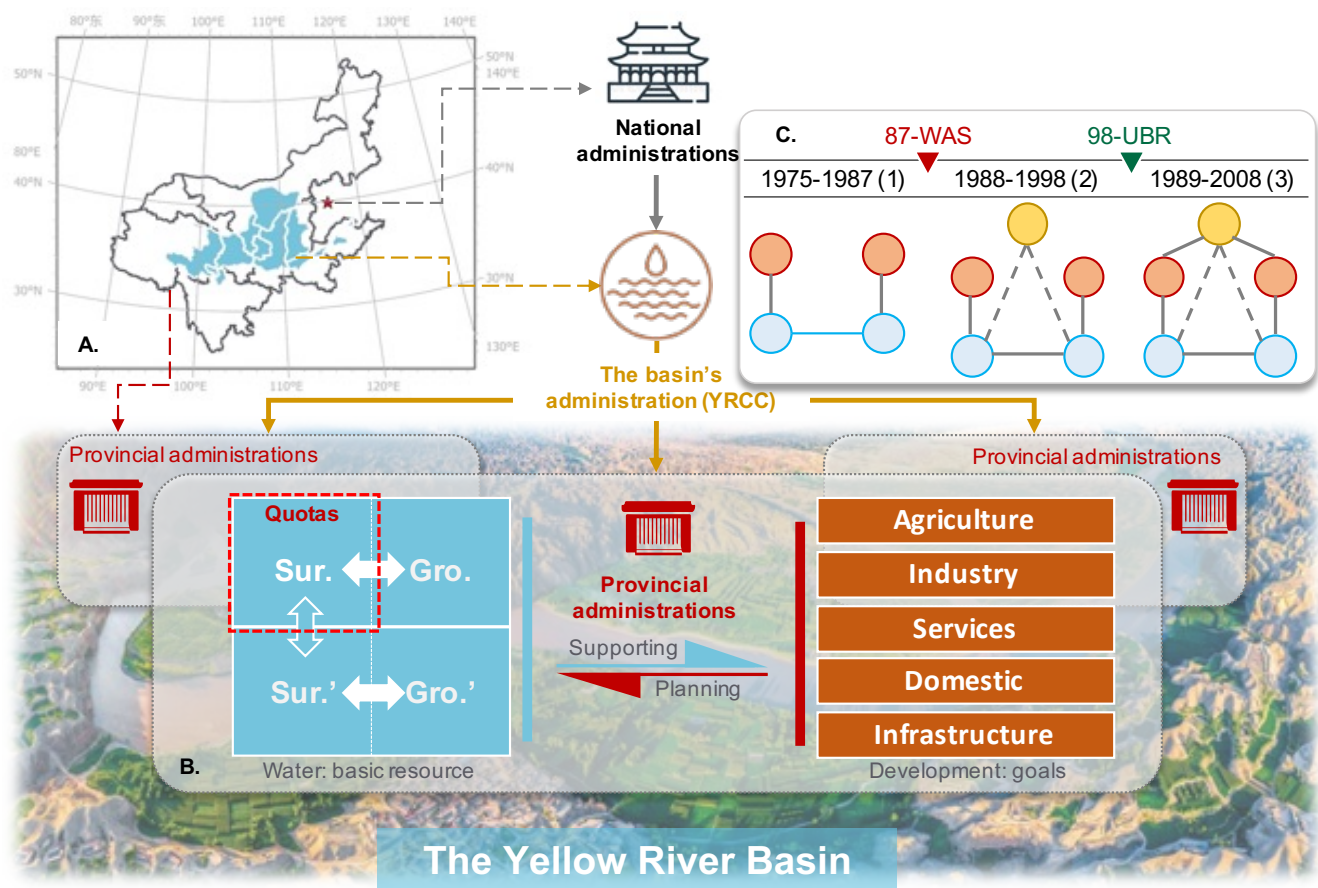 80°东 90°东 100°E 110°E 120°E 130°E 140°E
50°N
50°N
140°E
80°E
40°N
40°N
30°N
30°N
130°E
A.
90°E 100°E 110°E 120°E
National
administrations
The basin's
administration (YRCC)
C.
87-WAS 98-UBR
1975-1987 (1) 1988-1998 (2) 1989-2008 (3)
Provincial administrations
Provincial administrations
Quotas
Sur. Gro.
Sur.' Gro.'
Provincial
administrations
Supporting
Planning
Agriculture
Industry
Services
Domestic
Infrastructure
B.
Water: basic resource
Development: goals
The Yellow River Basin